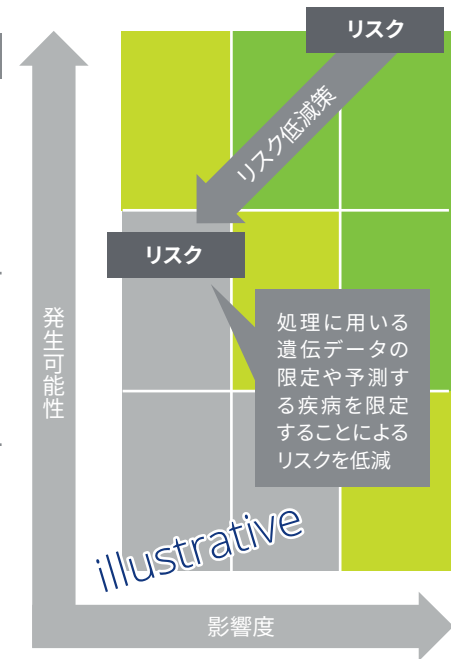 リスク
リスク低減策
リスク
発生可能性
処理に用いる
遺伝データの
限定や予測す
る疾病を限定
することによる
リスクを低減
illustrative
影響度